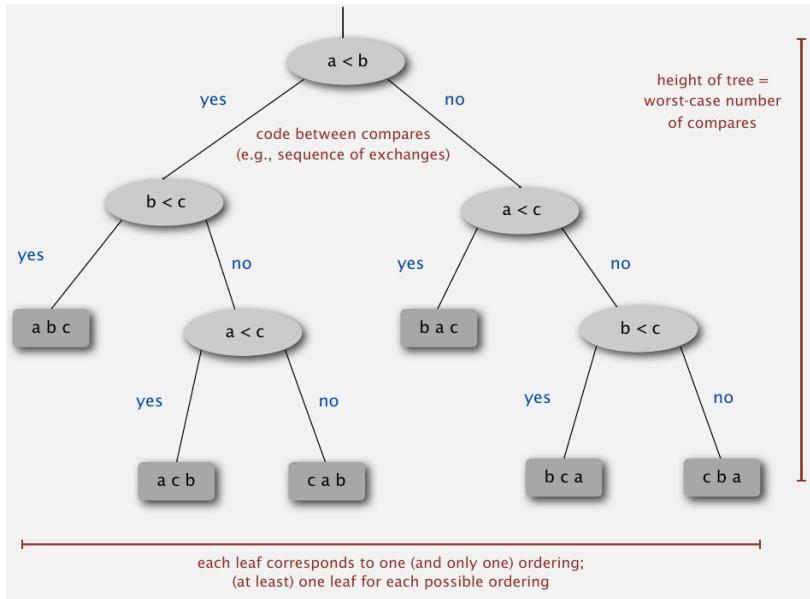 a < b
yes
no
height of tree =
worst-case number
of compares
code between compares
(e.g., sequence of exchanges)
b < c
a < c
yes
no
yes
no
a b c
a < c
b a c
b < c
yes
no
yes
no
a c b
c a b
b c a
c b a
each leaf corresponds to one (and only one) ordering;
(at least) one leaf for each possible ordering